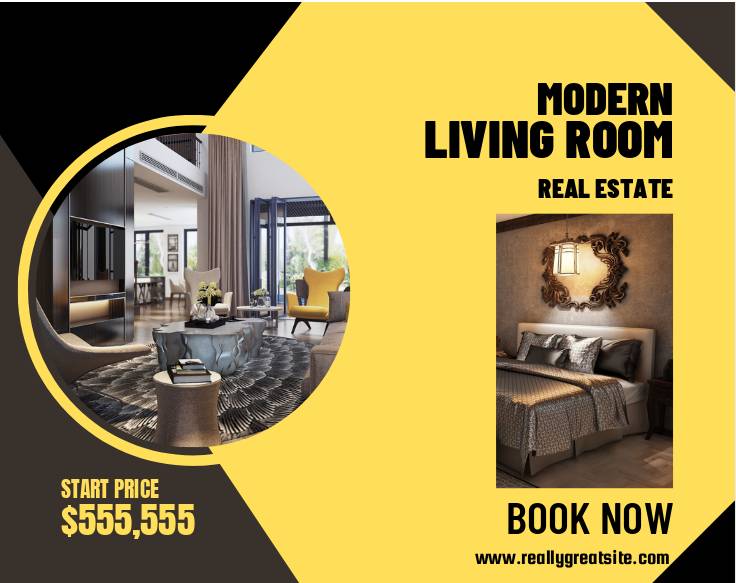 MODERN
LIVING ROOM
REAL ESTATE
START PRICE
$555,555
BOOK NOW
www.reallygreatsite.com